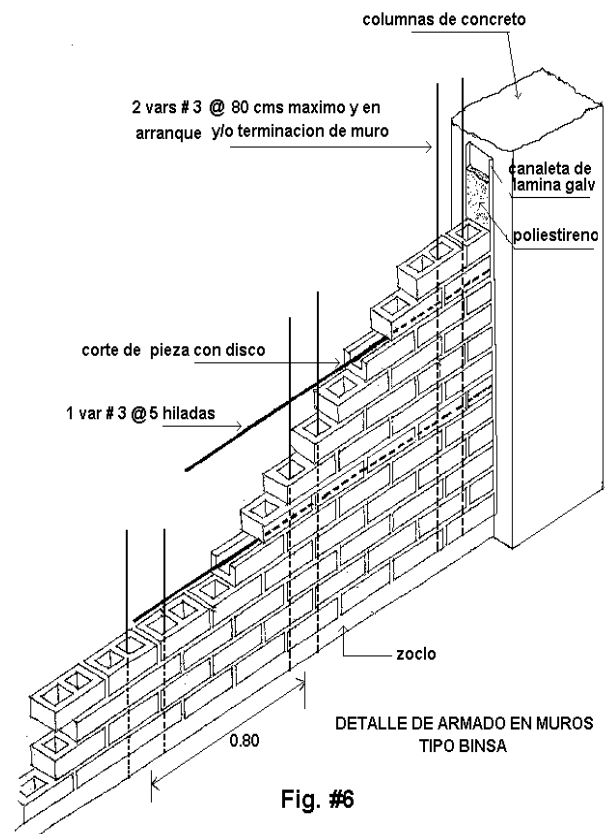 columnas de concreto
2 vars # 3 @ 80 cms maximo y en
arranque y/o terminacion de muro
canaleta de
lamina galv
poliestireno
corte de pieza con disco
1 var # 3 @ 5 hiladas
zoclo
0.80
DETALLE DE ARMADO EN MUROS
TIPO BINSA
Fig. #6